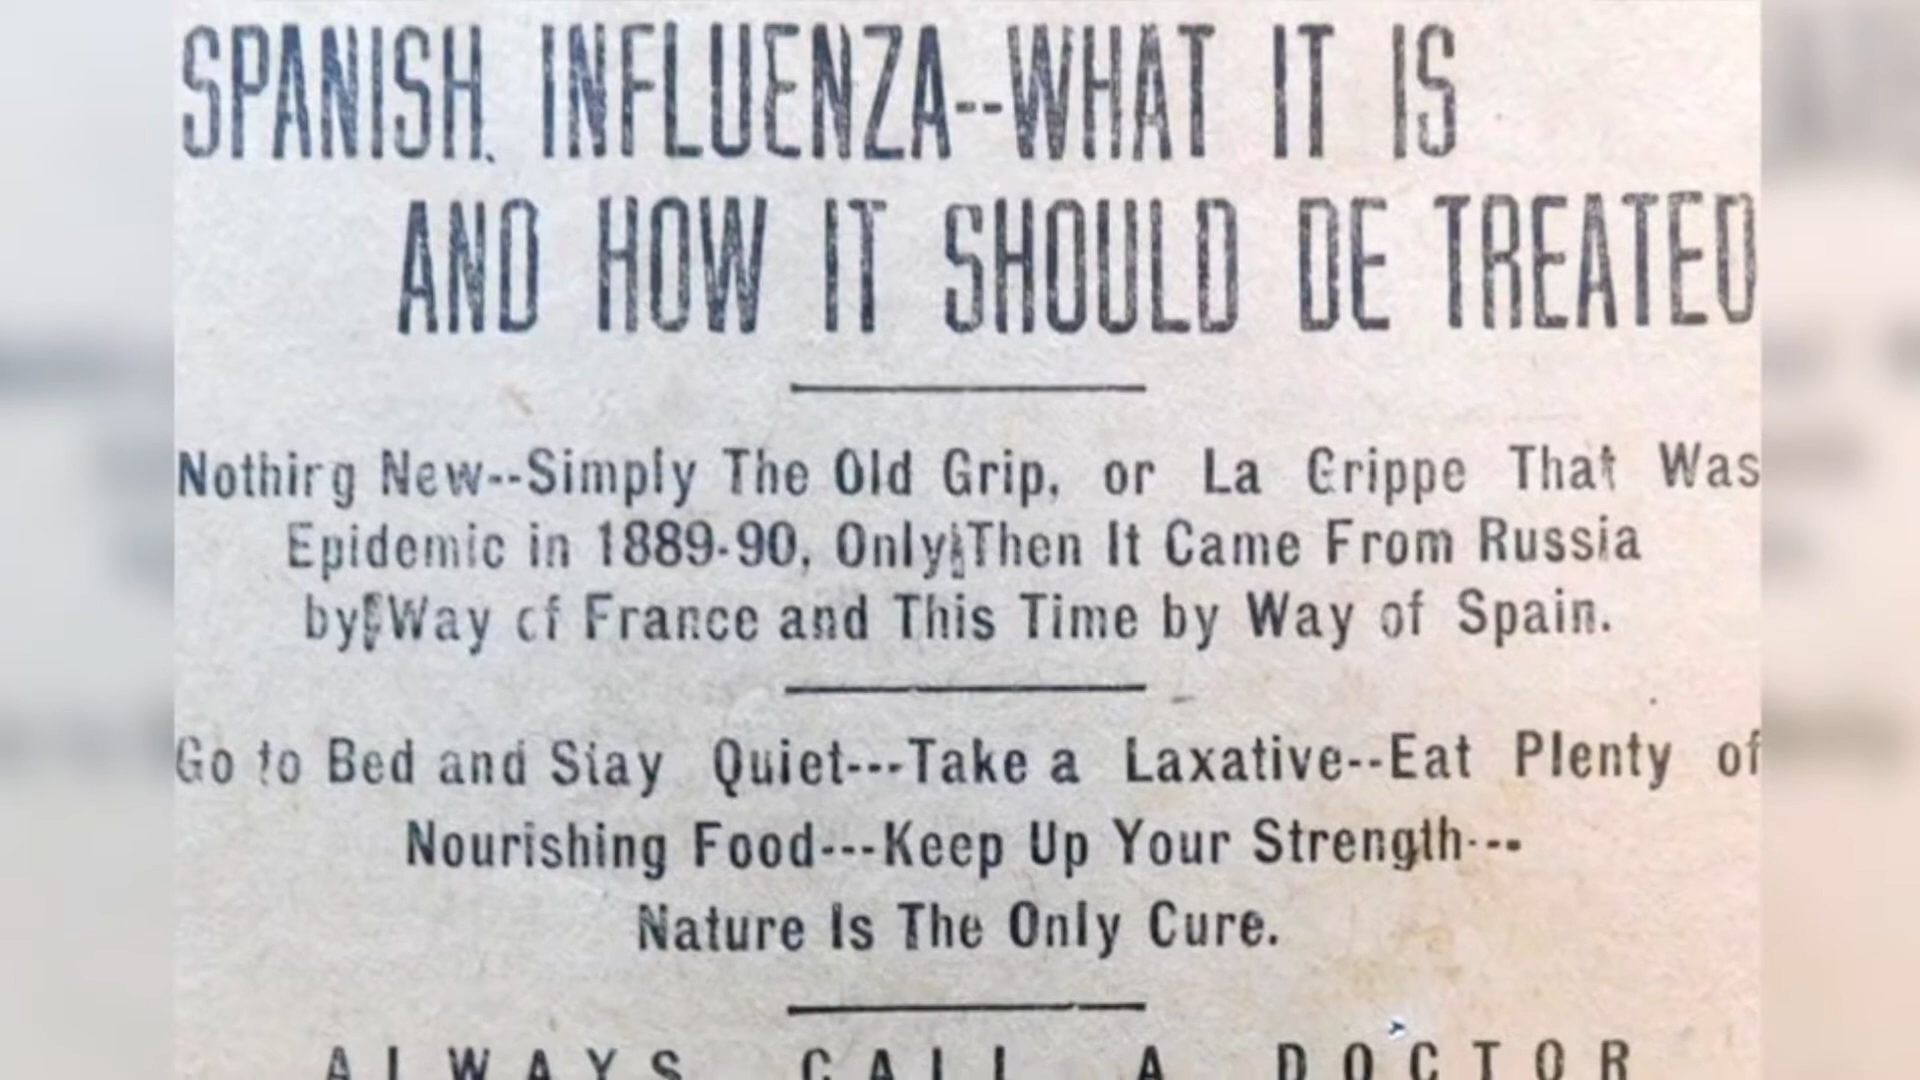 SPANISH INFLUENZA--WHAT IT IS
AND HOW IT SHOULD BE TREATED
Nothing New--Simply The Old Grip, or La Grippe That Was
Epidemic in 1889-90, Only Then It Came From Russia
by Way of France and This Time by Way of Spain.
Go to Bed and Stay Quiet---Take a Laxative--Eat Plenty of
Nourishing Food---Keep Up Your Strength---
Nature Is The Only Cure.
ALWAYS CALL A DOCTOR